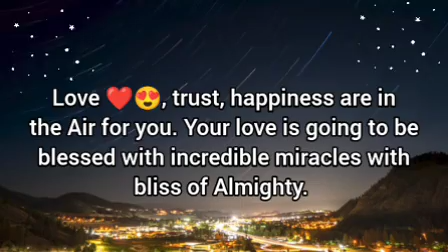 Love ❤️😍, trust, happiness are in
the Air for you. Your love is going to be
blessed with incredible miracles with
bliss of Almighty.